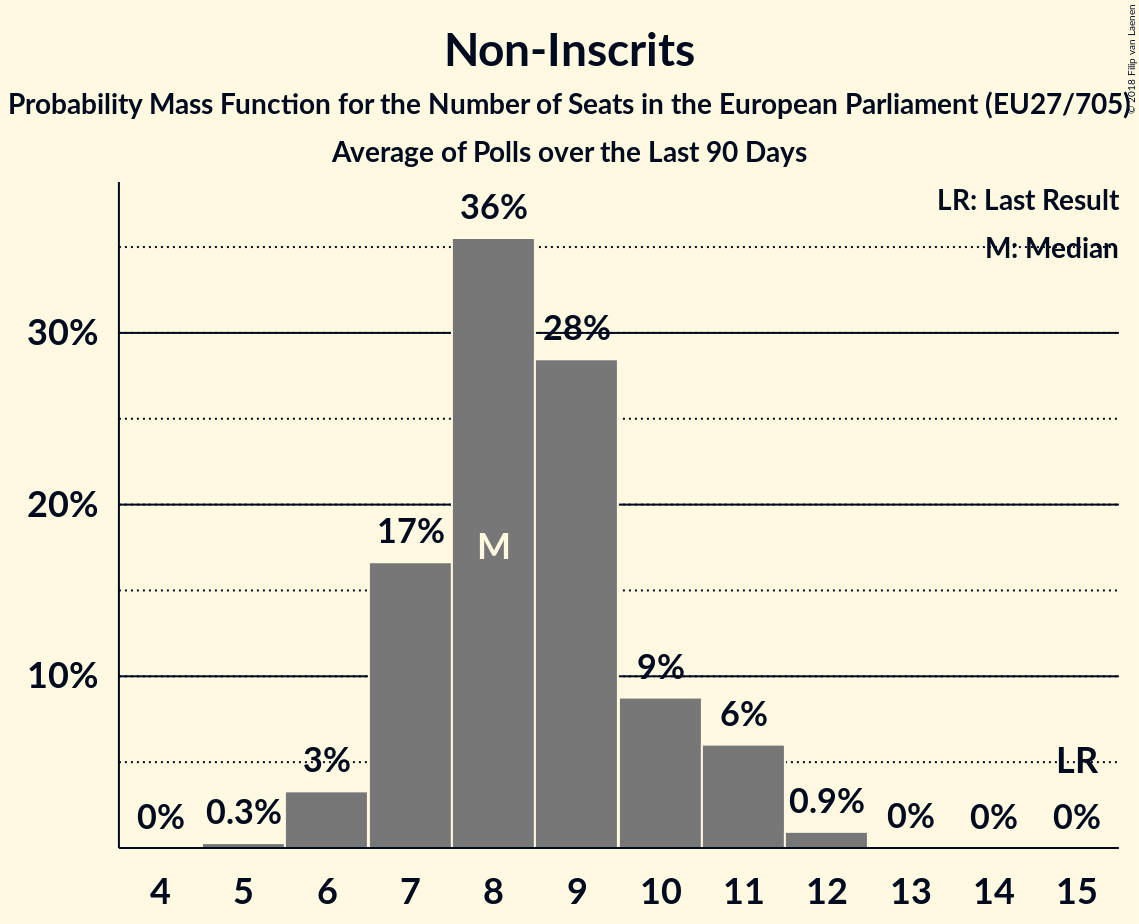 Non-Inscrits
Probability Mass Function for the Number of Seats in the European Parliament (EU27/705)
Average of Polls over the Last 90 Days
© 2018 Filip van Laenen
LR: Last Result
M: Median
36%
30%
28%
20%
17%
M
10%
9%
6%
3%
LR
0%
0.3%
0.9%
0%
0%
0%
4 5 6 7 8 9 10 11 12 13 14 15